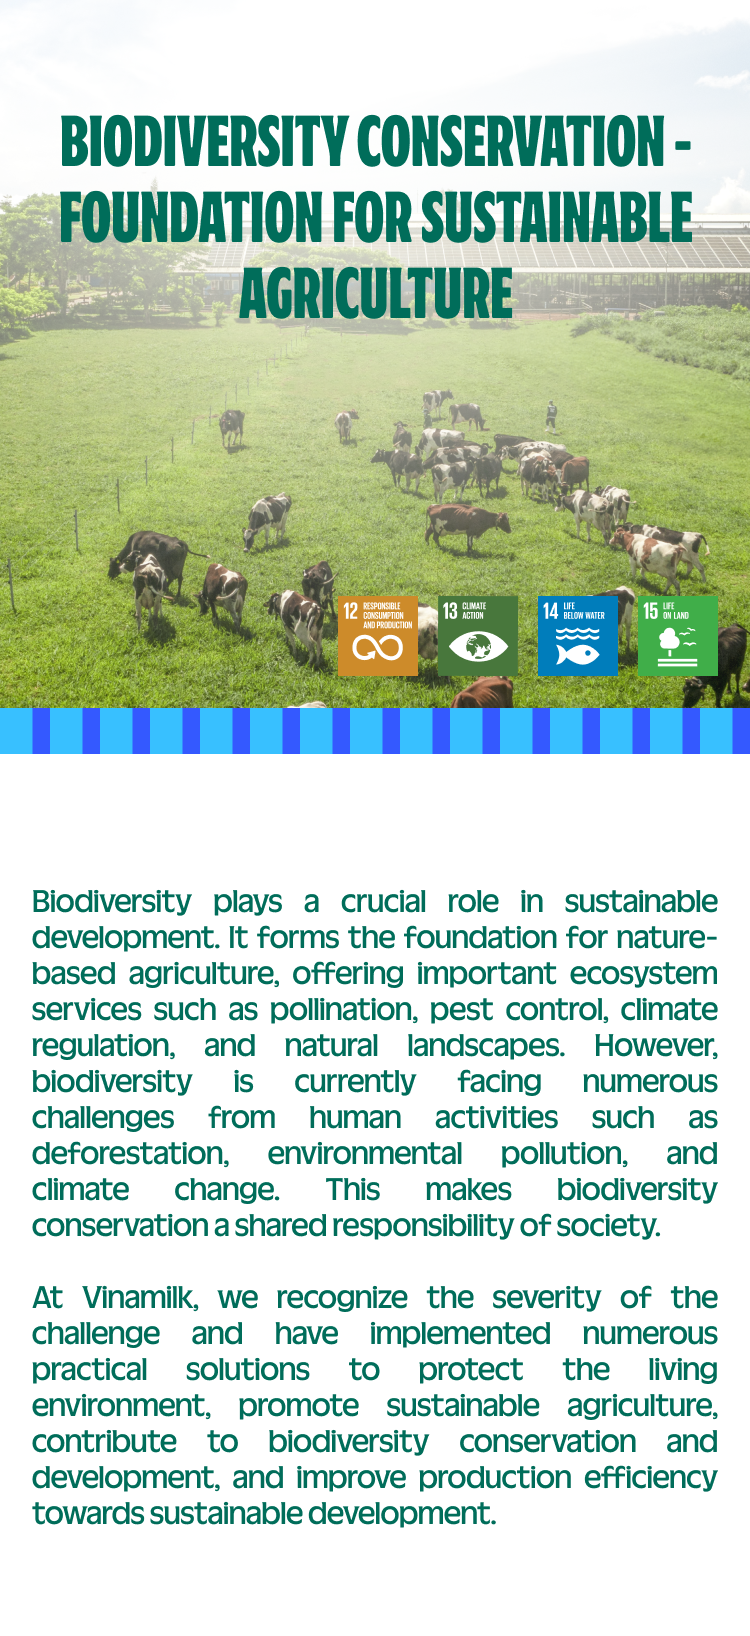 BIODIVERSITY CONSERVATION -
FOUNDATION FOR SUSTAINABLE
AGRICULTURE
12 RESPONSIBLE
CONSUMPTION
AND PRODUCTION
13 CLIMATE
ACTION
14 LIFE
BELOW WATER
15 LIFE
ON LAND
Biodiversity plays a crucial role in sustainable
development. It forms the foundation for nature-
based agriculture, offering important ecosystem
services such as pollination, pest control, climate
regulation, and natural landscapes. However,
biodiversity is currently facing numerous
challenges from human activities such as
deforestation, environmental pollution, and
climate change. This makes biodiversity
conservation a shared responsibility of society.
At Vinamilk, we recognize the severity of the
challenge and have implemented numerous
practical solutions to protect the living
environment, promote sustainable agriculture,
contribute to biodiversity conservation and
development, and improve production efficiency
towards sustainable development.